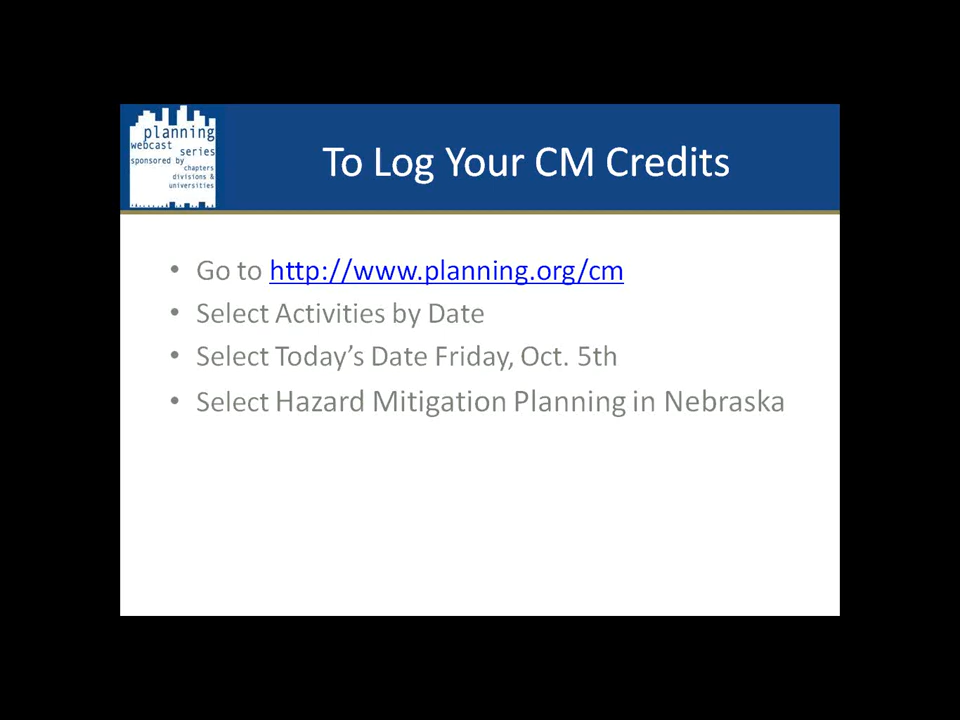 planning
webcast series
sponsored by
chapters
divisions &
universities
To Log Your CM Credits
• Go to http://www.planning.org/cm
• Select Activities by Date
• Select Today’s Date Friday, Oct. 5th
• Select Hazard Mitigation Planning in Nebraska